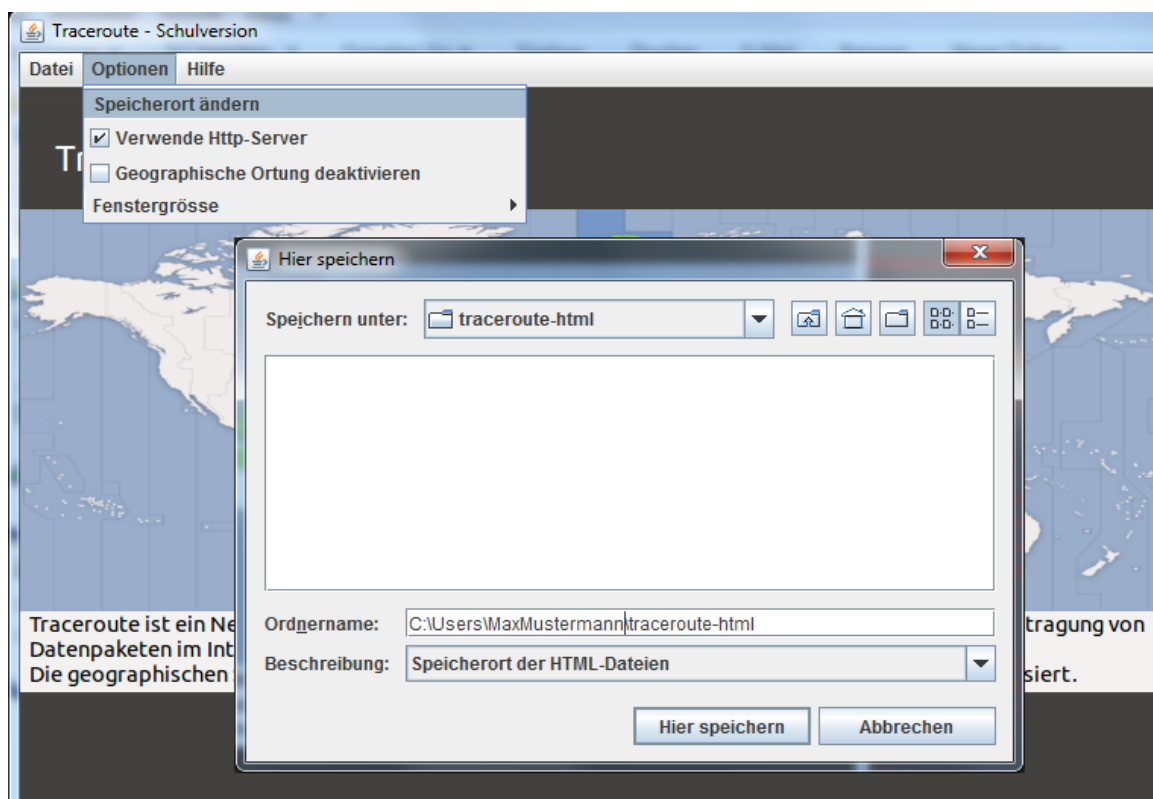 Traceroute - Schulversion
Datei Optionen Hilfe
Speicherort ändern
Verwende Http-Server
Geographische Ortung deaktivieren
Fenstergrösse
Hier speichern
Speichern unter: traceroute-html
Ordnername: C:\Users\MaxMustermann\traceroute-html
Beschreibung: Speicherort der HTML-Dateien
Hier speichern Abbrechen
Traceroute ist ein tragung von
Datenpaketen im
Die geographischen siert.